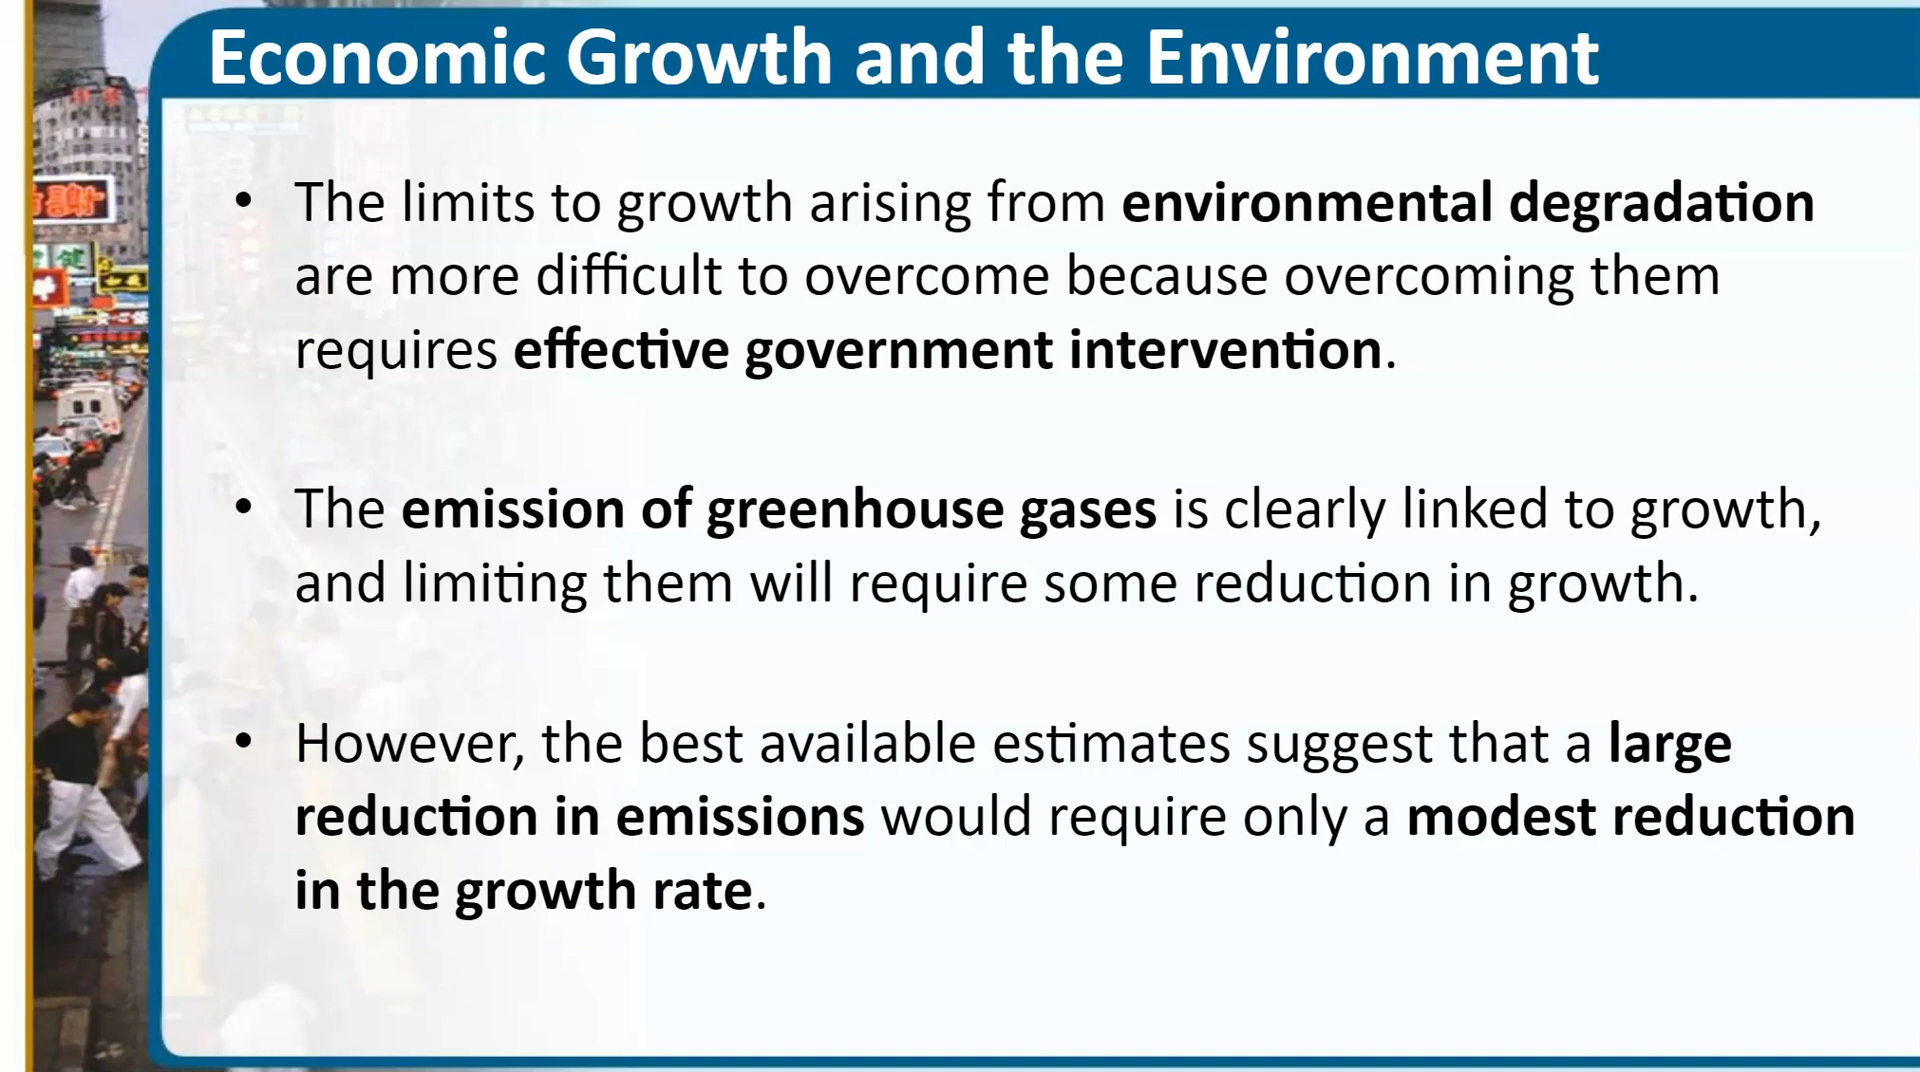 Economic Growth and the Environment
• The limits to growth arising from environmental degradation
are more difficult to overcome because overcoming them
requires effective government intervention.
• The emission of greenhouse gases is clearly linked to growth,
and limiting them will require some reduction in growth.
• However, the best available estimates suggest that a large
reduction in emissions would require only a modest reduction
in the growth rate.